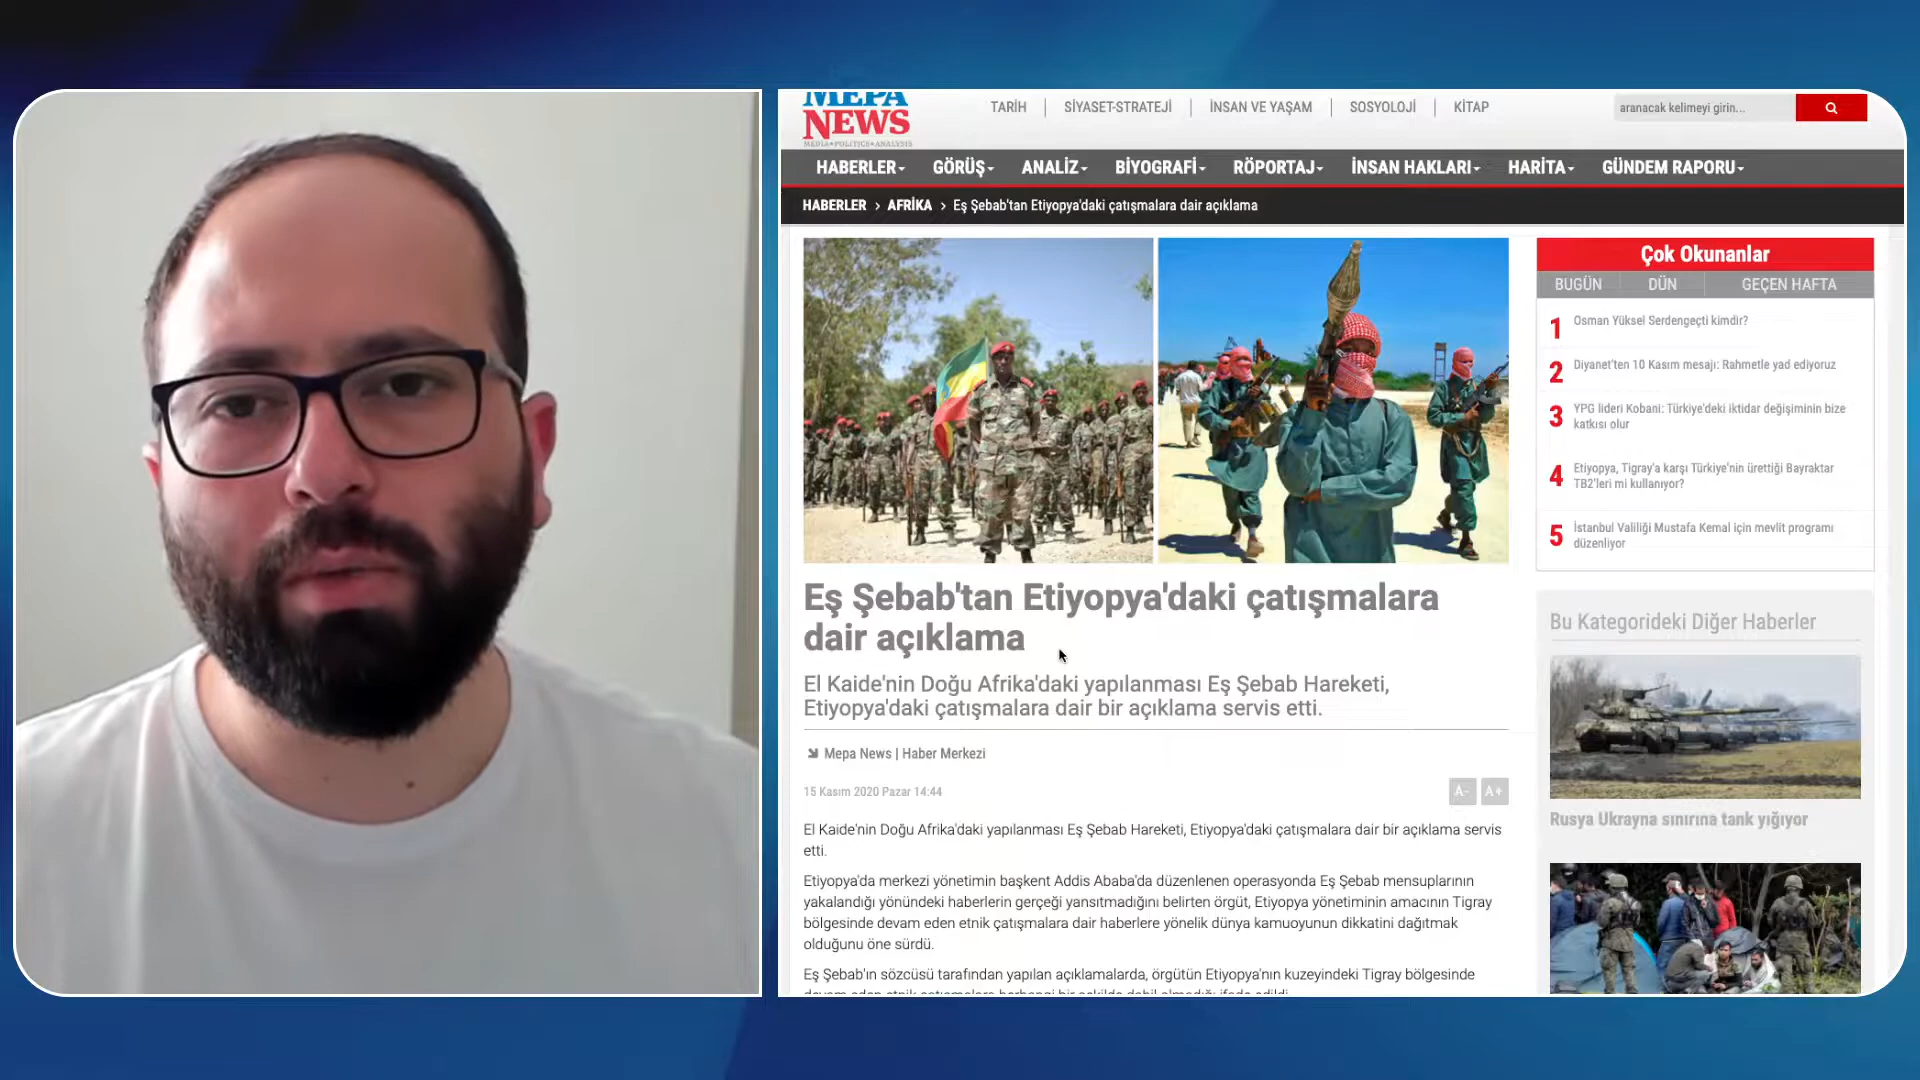 MEPA
NEWS
MEDIA•POLITICS•ANALYSIS
TARİH
SİYASET-STRATEJİ
İNSAN VE YAŞAM
SOSYOLOJİ
KİTAP
aranacak kelimeyi girin...
HABERLER
GÖRÜŞ
ANALİZ
BİYOGRAFİ
RÖPORTAJ
İNSAN HAKLARI
HARİTA
GÜNDEM RAPORU
HABERLER > AFRİKA > Eş Şebab'tan Etiyopya'daki çatışmalara dair açıklama
Eş Şebab'tan Etiyopya'daki çatışmalara
dair açıklama
El Kaide'nin Doğu Afrika'daki yapılanması Eş Şebab Hareketi,
Etiyopya'daki çatışmalara dair bir açıklama servis etti.
Mepa News | Haber Merkezi
15 Kasım 2020 Pazar 14:44
A-
A+
El Kaide'nin Doğu Afrika'daki yapılanması Eş Şebab Hareketi, Etiyopya'daki çatışmalara dair bir açıklama servis
etti.
Etiyopya'da merkezi yönetimin başkent Addis Ababa'da düzenlenen operasyonda Eş Şebab mensuplarının
yakalandığı yönündeki haberlerin gerçeği yansıtmadığını belirten örgüt, Etiyopya yönetiminin amacının Tigray
bölgesinde devam eden etnik çatışmalara dair haberlere yönelik dünya kamuoyunun dikkatini dağıtmak
olduğunu öne sürdü.
Eş Şebab'ın sözcüsü tarafından yapılan açıklamalarda, örgütün Etiyopya'nın kuzeyindeki Tigray bölgesinde
Çok Okunanlar
BUGÜN
DÜN
GEÇEN HAFTA
1 Osman Yüksel Serdengeçti kimdir?
2 Diyanet'ten 10 Kasım mesajı: Rahmetle yad ediyoruz
3 YPG lideri Kobani: Türkiye'deki iktidar değişiminin bize
katkısı olur
4 Etiyopya, Tigray'a karşı Türkiye'nin ürettiği Bayraktar
TB2'leri mi kullanıyor?
5 İstanbul Valiliği Mustafa Kemal için mevlit programı
düzenliyor
Bu Kategorideki Diğer Haberler
Rusya Ukrayna sınırına tank yığıyor